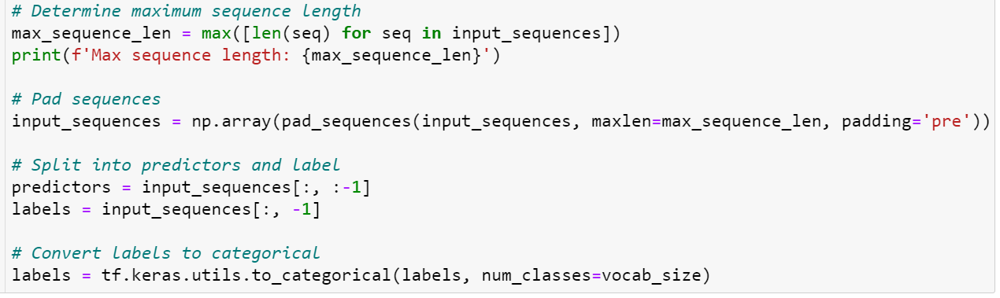 # Determine maximum sequence length
max_sequence_len = max([len(seq) for seq in input_sequences])
print(f'Max sequence length: {max_sequence_len}')
# Pad sequences
input_sequences = np.array(pad_sequences(input_sequences, maxlen=max_sequence_len, padding='pre'))
# Split into predictors and label
predictors = input_sequences[:, :-1]
labels = input_sequences[:, -1]
# Convert labels to categorical
labels = tf.keras.utils.to_categorical(labels, num_classes=vocab_size)